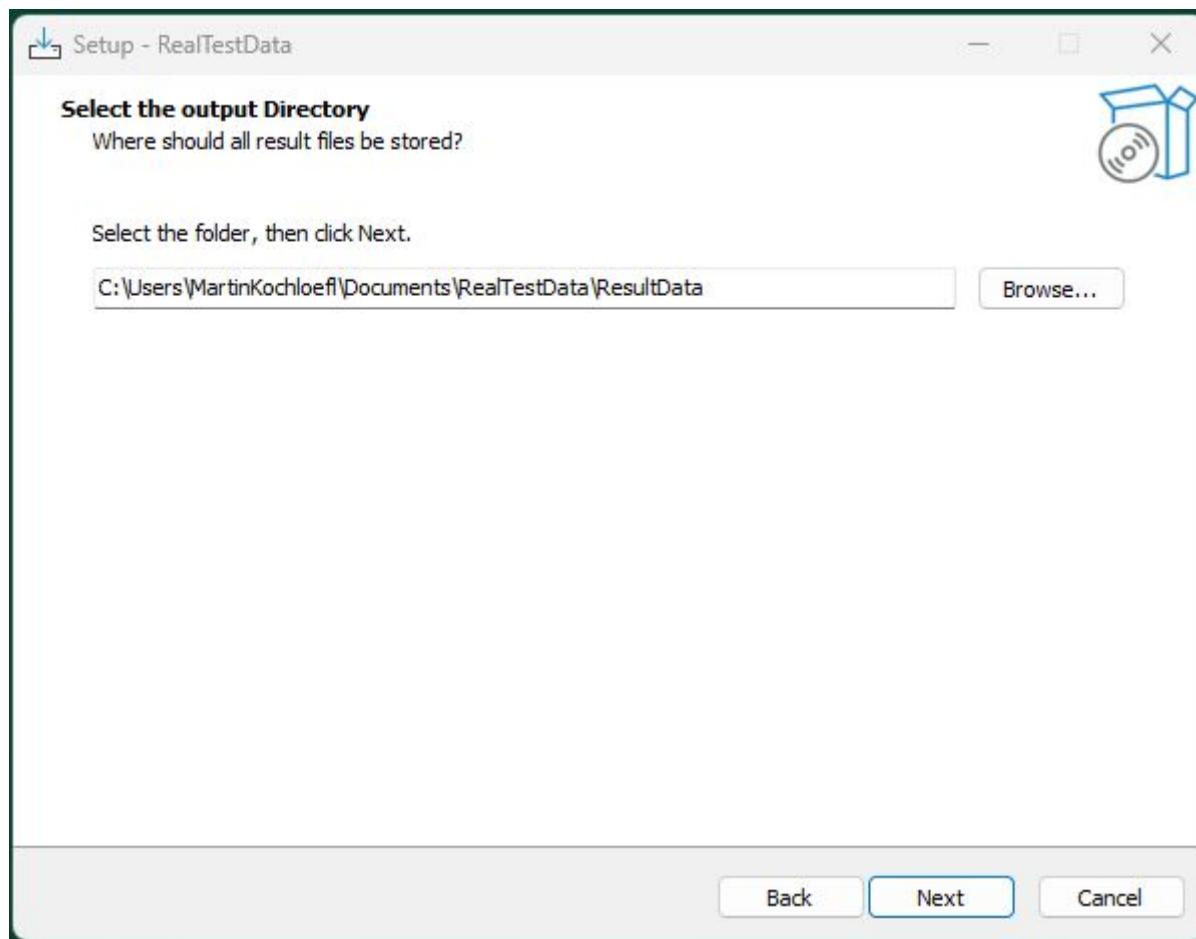 Setup - RealTestData
Select the output Directory
Where should all result files be stored?
Select the folder, then click Next.
C:\Users\MartinKochloefl\Documents\RealTestData\ResultData
Browse...
Back
Next
Cancel